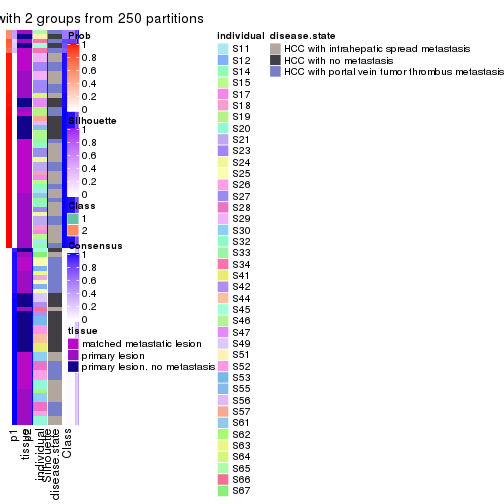 with 2 groups from 250 partitions
Prob
1
0.8
0.6
0.4
0.2
0
Silhouette
1
0.8
0.6
0.4
0.2
0
Class
1
2
Consensus
1
0.8
0.6
0.4
0.2
0
tissue
matched metastatic lesion
primary lesion
primary lesion, no metastasis
individual
S11
S12
S14
S15
S17
S18
S19
S20
S21
S23
S24
S25
S26
S27
S28
S29
S30
S32
S33
S34
S41
S42
S44
S45
S46
S47
S49
S51
S52
S53
S55
S56
S57
S61
S62
S63
S64
S65
S66
S67
disease.state
HCC with intrahepatic spread metastasis
HCC with no metastasis
HCC with portal vein tumor thrombus metastasis
p1
p2
tissue
individual
Silhouette
disease.state
Class